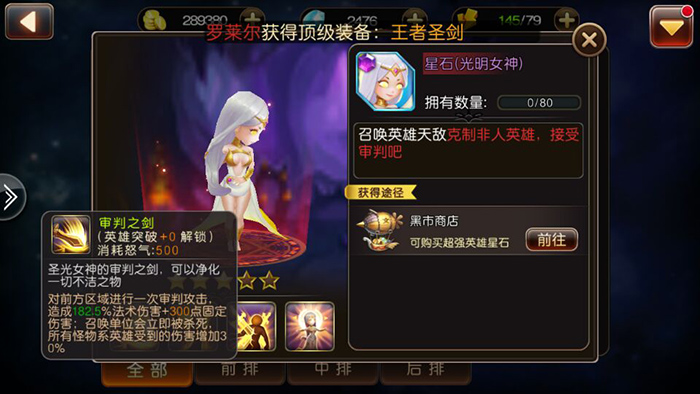 289380
2476
145/79
罗莱尔获得顶级装备：王者圣剑
星石(光明女神)
拥有数量:
0/80
召唤英雄天敌克制非人英雄，接受
审判吧
获得途径
黑市商店
可购买超强英雄星石
前往
审判之剑
(英雄突破+0 解锁)
消耗怒气:500
圣光女神的审判之剑，可以净化
一切不洁之物
对前方区域进行一次审判攻击，
造成182.5%法术伤害+300点固定
伤害；召唤单位会立即被杀死，
所有怪物系英雄受到的伤害增加3
0%
全部
前排
中排
后排